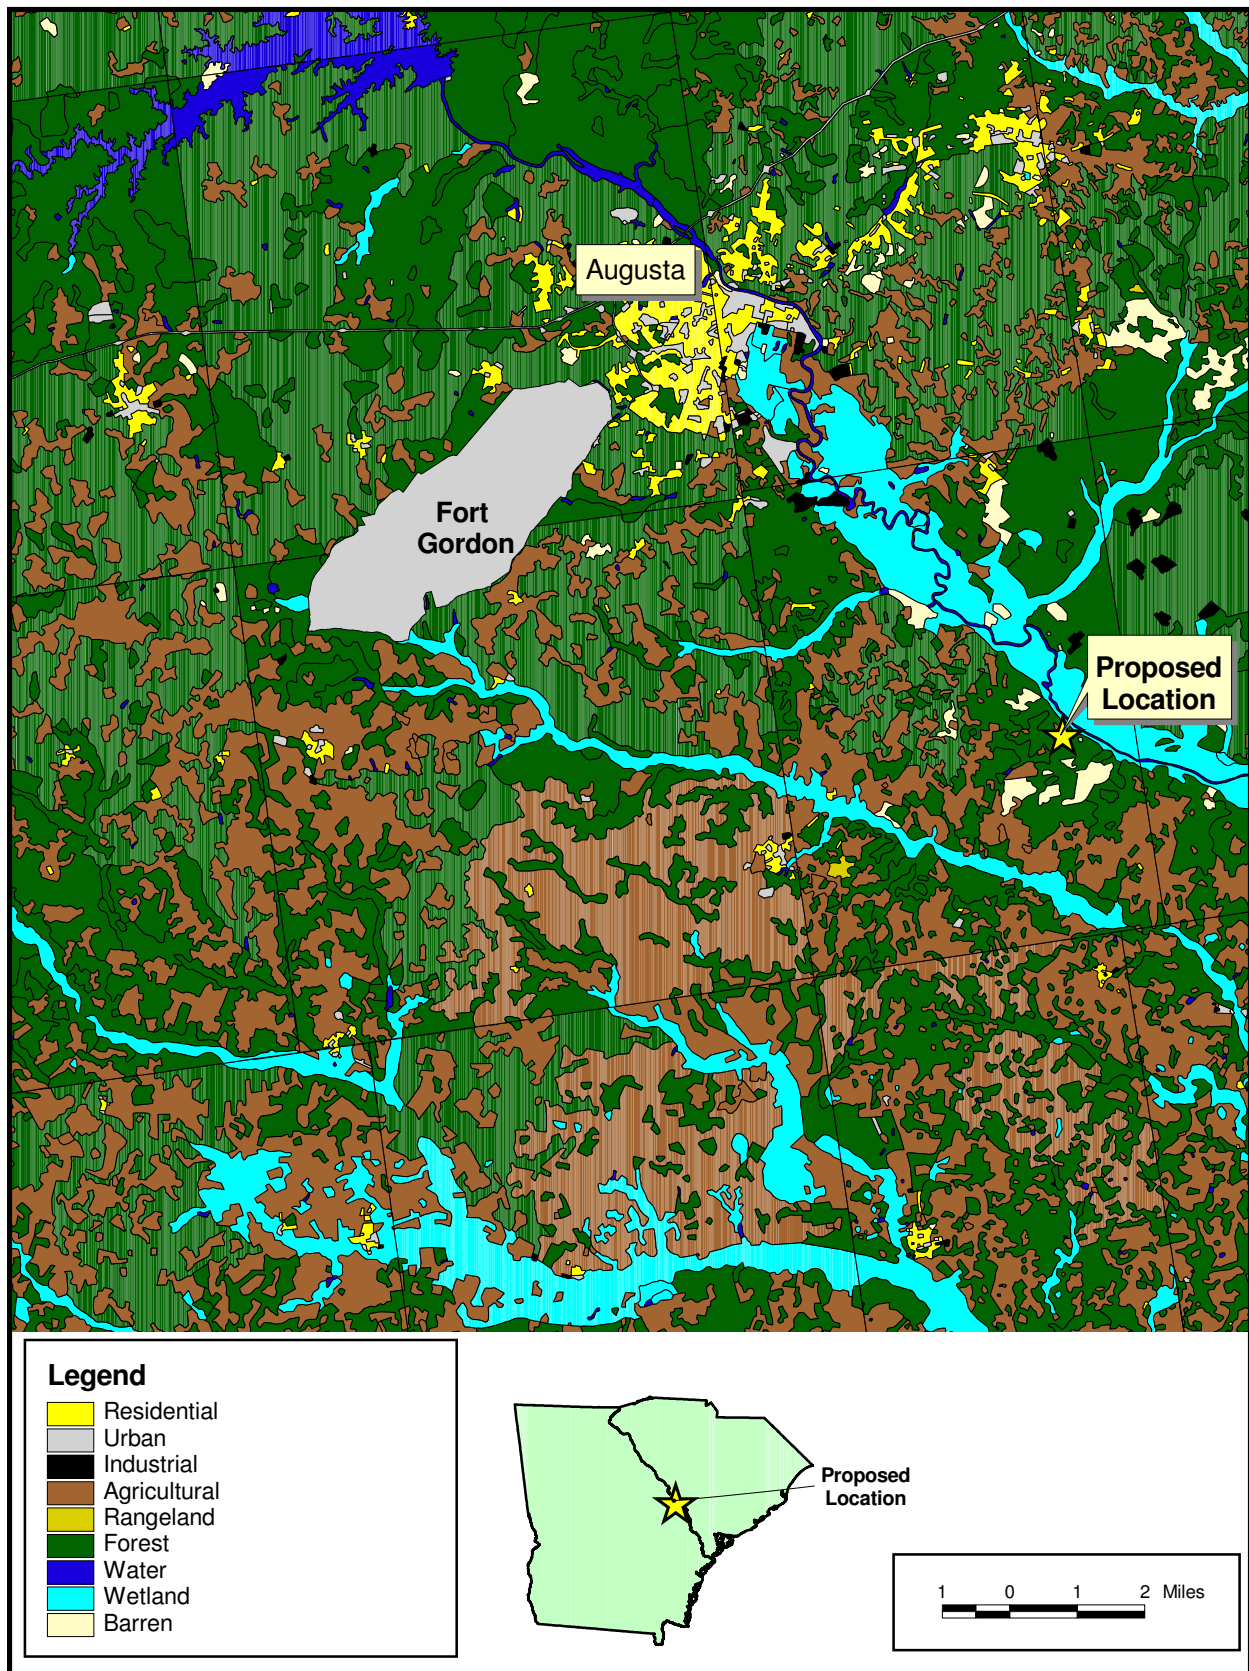 Augusta
Fort
Gordon
Proposed
Location
Legend
Residential
Urban
Industrial
Agricultural
Rangeland
Forest
Water
Wetland
Barren
Proposed
Location
1 0 1 2 Miles